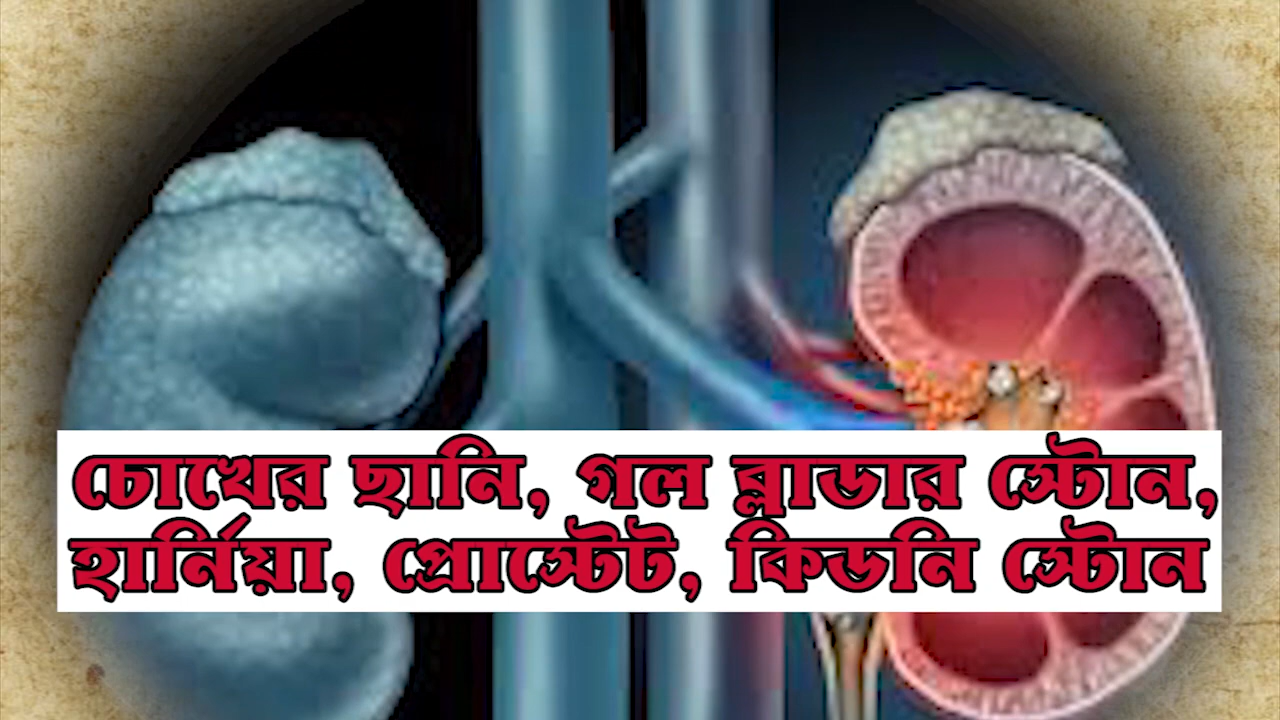 চোখের ছানি, গল ব্লাডার স্টোন,
হার্নিয়া, প্রোস্টেট, কিডনি স্টোন